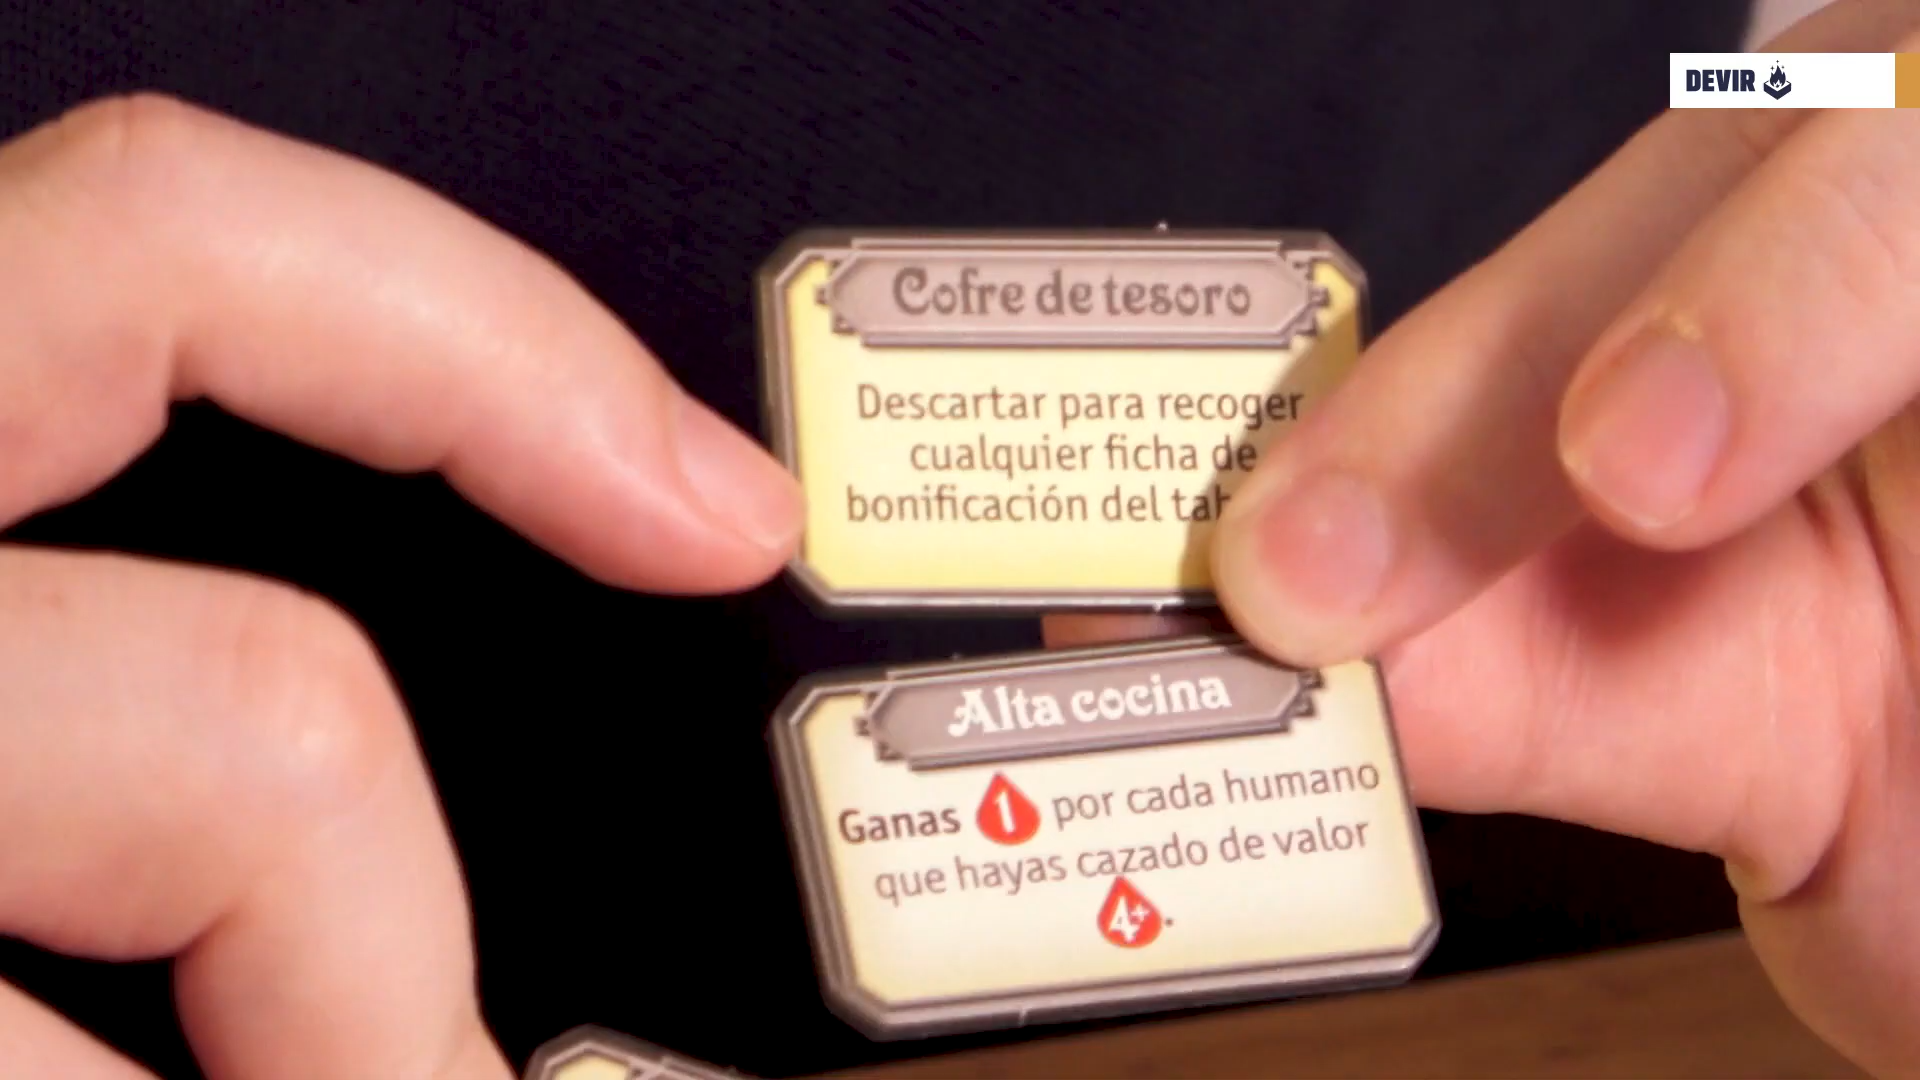 DEVIR
Cofre de tesoro
Descartar para recoger
cualquier ficha de
bonificación del
Alta cocina
Ganas 1 por cada humano
que hayas cazado de valor
4+.